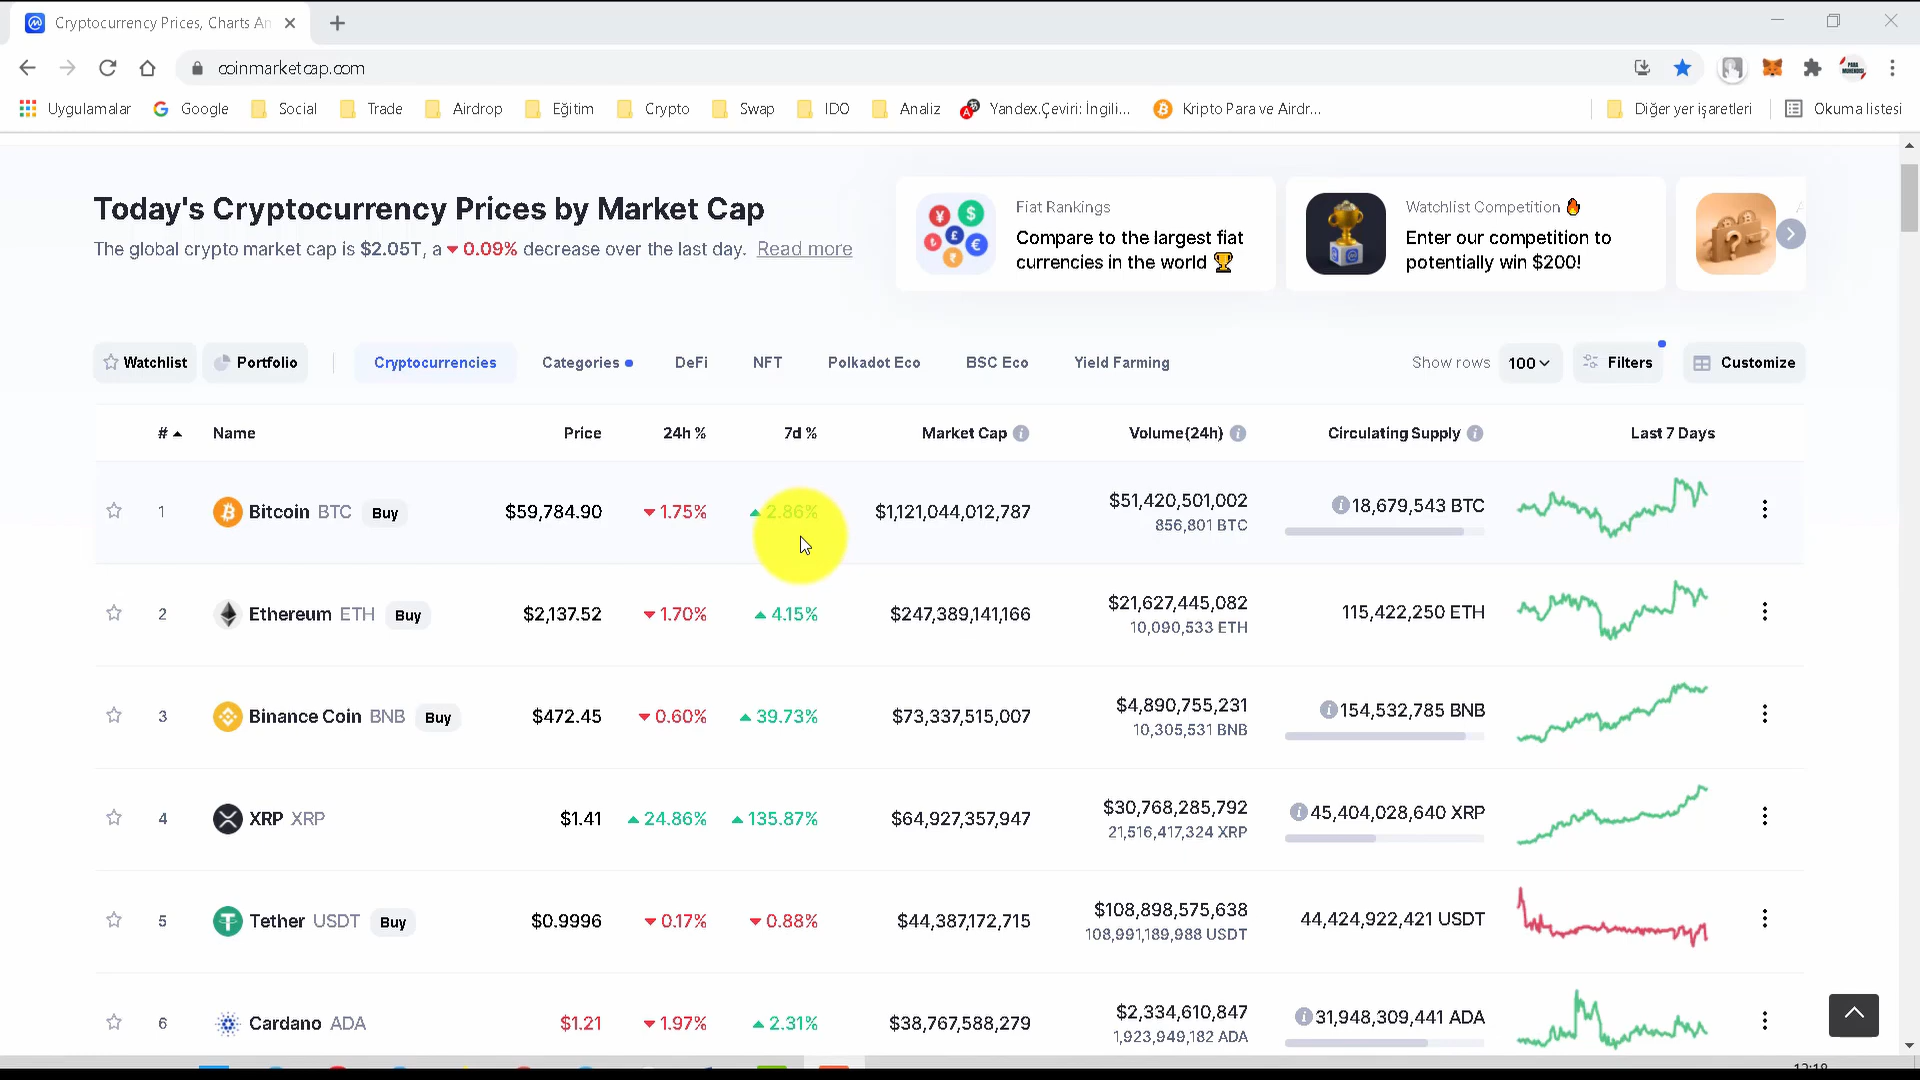 Cryptocurrency Prices, Charts An
coinmarketcap.com
Uygulamalar Google Social Trade Airdrop Eğitim Crypto Swap IDO Analiz Yandex.Çeviri: İngili... Kripto Para ve Airdr... Diğer yer işaretleri Okuma listesi
Today's Cryptocurrency Prices by Market Cap
The global crypto market cap is $2.05T, a 0.09% decrease over the last day. Read more
Fiat Rankings
Compare to the largest fiat
currencies in the world
Watchlist Competition
Enter our competition to
potentially win $200!
Watchlist Portfolio Cryptocurrencies Categories DeFi NFT Polkadot Eco BSC Eco Yield Farming Show rows 100 Filters Customize
# Name Price 24h % 7d % Market Cap Volume(24h) Circulating Supply Last 7 Days
1 Bitcoin BTC Buy $59,784.90 1.75% 2.86% $1,121,044,012,787 $51,420,501,002 18,679,543 BTC
856,801 BTC
2 Ethereum ETH Buy $2,137.52 1.70% 4.15% $247,389,141,166 $21,627,445,082 115,422,250 ETH
10,090,533 ETH
3 Binance Coin BNB Buy $472.45 0.60% 39.73% $73,337,515,007 $4,890,755,231 154,532,785 BNB
10,305,531 BNB
4 XRP XRP $1.41 24.86% 135.87% $64,927,357,947 $30,768,285,792 45,404,028,640 XRP
21,516,417,324 XRP
5 Tether USDT Buy $0.9996 0.17% 0.88% $44,387,172,715 $108,898,575,638 44,424,922,421 USDT
108,991,189,988 USDT
6 Cardano ADA $1.21 1.97% 2.31% $38,767,588,279 $2,334,610,847 31,948,309,441 ADA
1,923,949,182 ADA